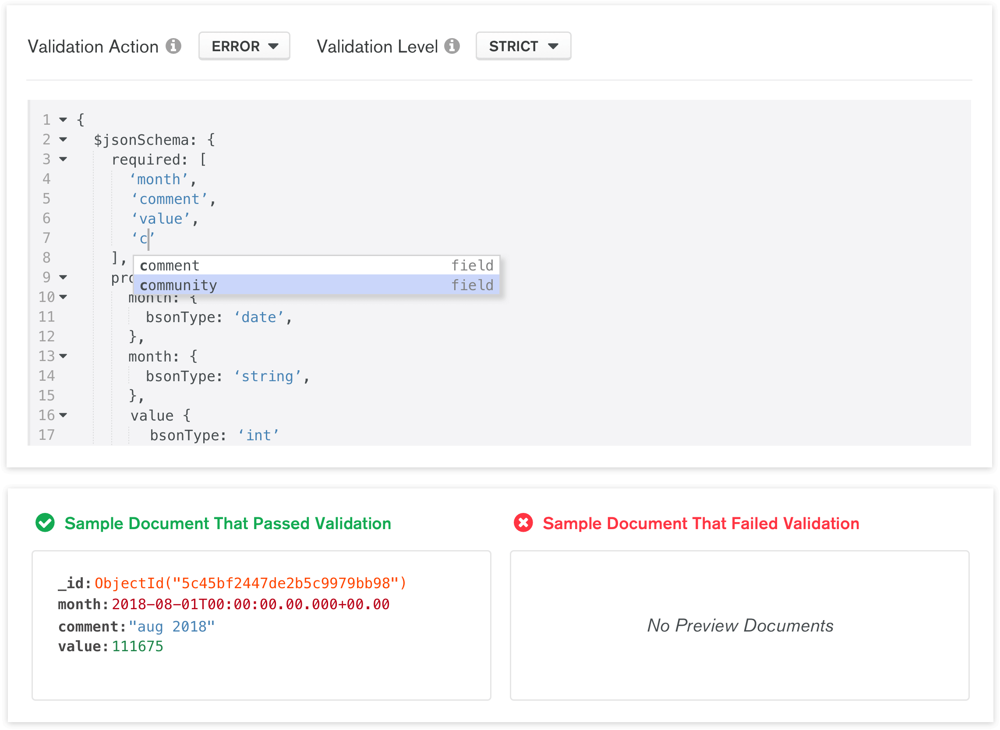 Validation Action ERROR Validation Level STRICT
1 {
2 $jsonSchema: {
3 required: [
4 ‘month’,
5 ‘comment’,
6 ‘value’,
7 ‘c’
8 ],
comment field
9 pro
community field
10 month: {
11 bsonType: ‘date’,
12 },
13 month: {
14 bsonType: ‘string’,
15 },
16 value {
17 bsonType: ‘int’
Sample Document That Passed Validation
_id: ObjectId("5c45bf2447de2b5c9979bb98")
month: 2018-08-01T00:00:00.00.000+00.00
comment: "aug 2018"
value: 111675
Sample Document That Failed Validation
No Preview Documents